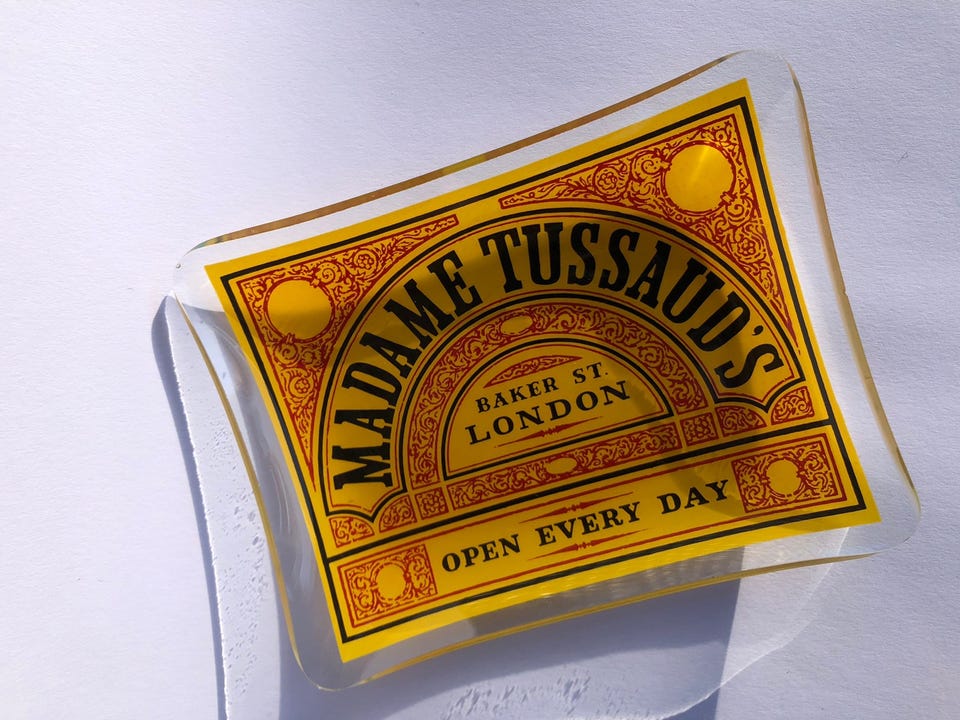 MADAME TUSSAUD'S
BAKER ST.
LONDON
OPEN EVERY DAY